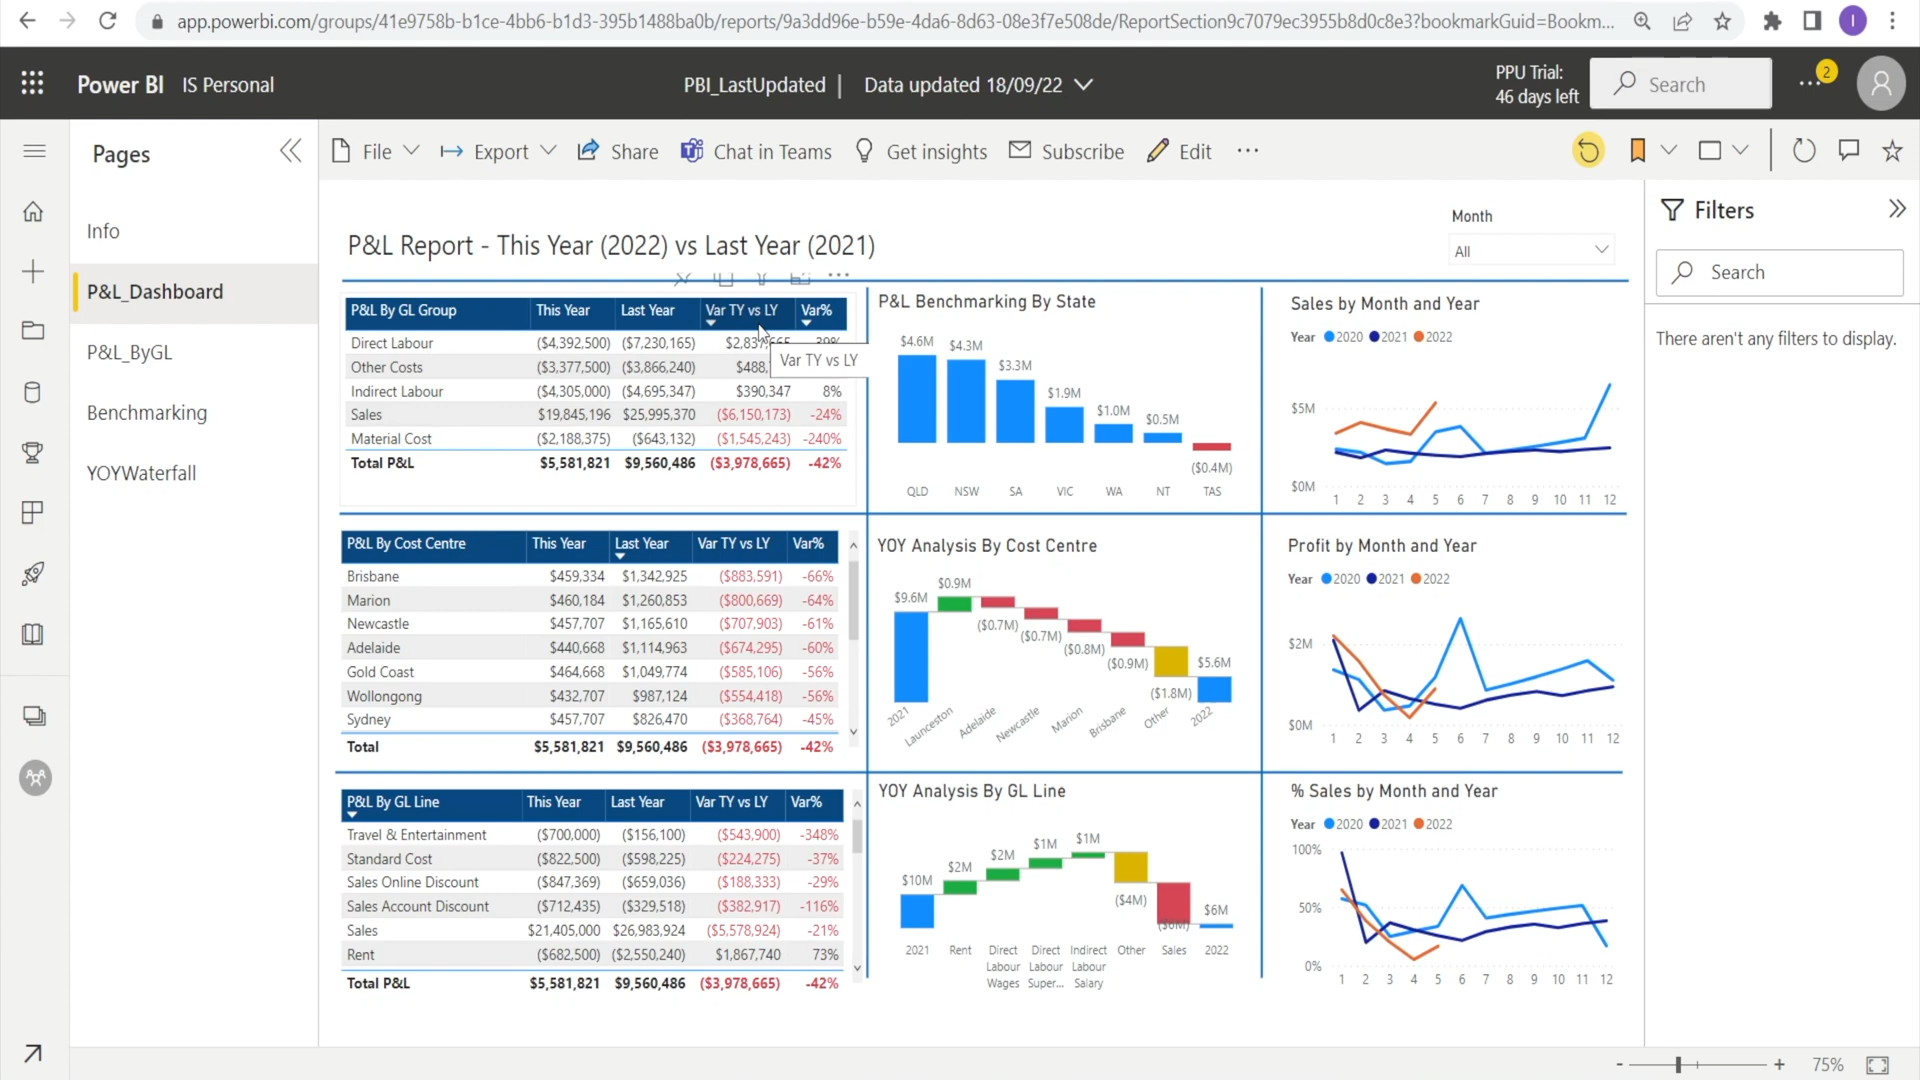 app.powerbi.com/groups/41e9758b-b1ce-4bb6-b1d3-395b1488ba0b/reports/9a3dd96e-b59e-4da6-8d63-08e3f7e508de/ReportSection9c7079ec3955b8d0c8e3?bookmarkGuid=Bookm...
I
Power BI IS Personal
PBI_LastUpdated | Data updated 18/09/22
PPU Trial:
46 days left
Search
2
Pages
File Export Share Chat in Teams Get insights Subscribe Edit
Info
P&L_Dashboard
P&L_ByGL
Benchmarking
YOYWaterfall
P&L Report - This Year (2022) vs Last Year (2021)
Month
All
P&L By GL Group This Year Last Year Var TY vs LY Var%
Direct Labour ($4,392,500) ($7,230,165) $2,837,665 39%
Other Costs ($3,377,500) ($3,866,240) $488,
Indirect Labour ($4,305,000) ($4,695,347) $390,347 8%
Sales $19,845,196 $25,995,370 ($6,150,173) -24%
Material Cost ($2,188,375) ($643,132) ($1,545,243) -240%
Total P&L $5,581,821 $9,560,486 ($3,978,665) -42%
Var TY vs LY
P&L Benchmarking By State
$4.6M $4.3M $3.3M $1.9M $1.0M $0.5M ($0.4M)
QLD NSW SA VIC WA NT TAS
Sales by Month and Year
Year 2020 2021 2022
$5M
$0M
1 2 3 4 5 6 7 8 9 10 11 12
P&L By Cost Centre This Year Last Year Var TY vs LY Var%
Brisbane $459,334 $1,342,925 ($883,591) -66%
Marion $460,184 $1,260,853 ($800,669) -64%
Newcastle $457,707 $1,165,610 ($707,903) -61%
Adelaide $440,668 $1,114,963 ($674,295) -60%
Gold Coast $464,668 $1,049,774 ($585,106) -56%
Wollongong $432,707 $987,124 ($554,418) -56%
Sydney $457,707 $826,470 ($368,764) -45%
Total $5,581,821 $9,560,486 ($3,978,665) -42%
YOY Analysis By Cost Centre
$9.6M $0.9M ($0.7M) ($0.7M) ($0.8M) ($0.9M) ($1.8M) $5.6M
2021 Launceston Adelaide Newcastle Marion Brisbane Other 2022
Profit by Month and Year
Year 2020 2021 2022
$2M
$0M
1 2 3 4 5 6 7 8 9 10 11 12
P&L By GL Line This Year Last Year Var TY vs LY Var%
Travel & Entertainment ($700,000) ($156,100) ($543,900) -348%
Standard Cost ($822,500) ($598,225) ($224,275) -37%
Sales Online Discount ($847,369) ($659,036) ($188,333) -29%
Sales Account Discount ($712,435) ($329,518) ($382,917) -116%
Sales $21,405,000 $26,983,924 ($5,578,924) -21%
Rent ($682,500) ($2,550,240) $1,867,740 73%
Total P&L $5,581,821 $9,560,486 ($3,978,665) -42%
YOY Analysis By GL Line
$10M $2M $2M $1M $1M ($4M) ($6M) $6M
2021 Rent Direct Direct Indirect Other Sales 2022
Labour Labour Labour
Wages Super... Salary
% Sales by Month and Year
Year 2020 2021 2022
100%
50%
0%
1 2 3 4 5 6 7 8 9 10 11 12
Filters
Search
There aren't any filters to display.
- + 75%